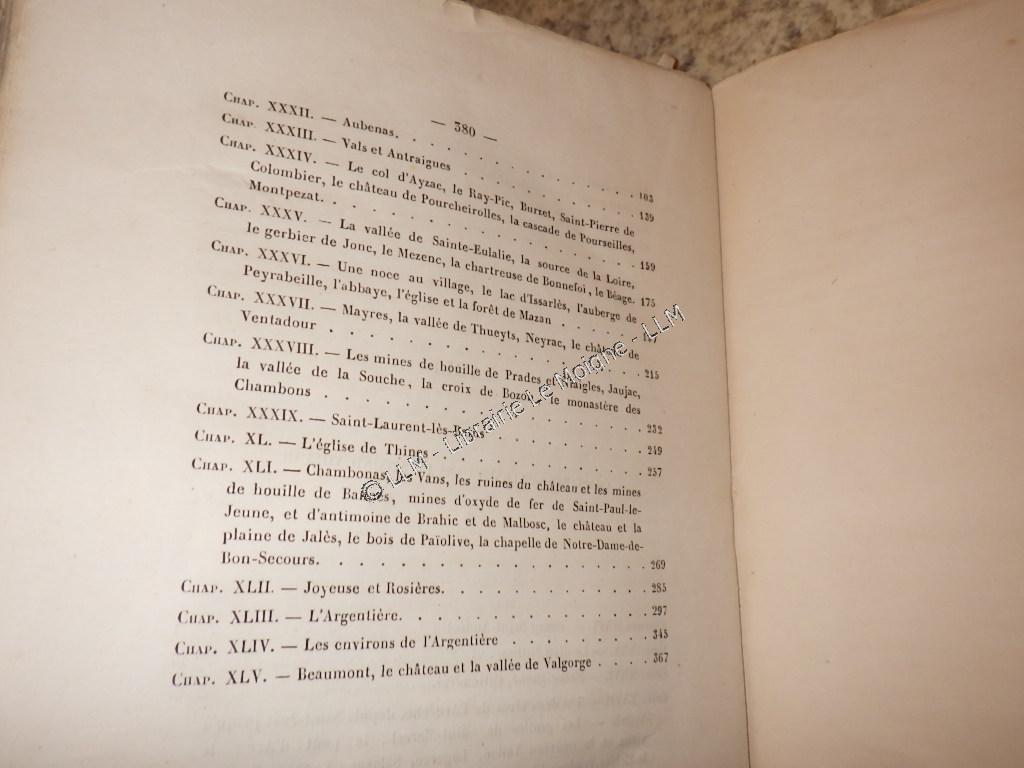 — 380 —
CHAP. XXXII. — Aubenas. . . . . . . . . . . . . . 103
CHAP. XXXIII. — Vals et Antraigues . . . . . . . . . . 139
CHAP. XXXIV. — Le col d'Ayzac, le Ray-Pic, Burzet, Saint-Pierre de
Colombier, le château de Pourcheirolles, la cascade de Pourseilles,
Montpezat. . . . . . . . . . . . . . . . 159
CHAP. XXXV. — La vallée de Sainte-Eulalie, la source de la Loire,
le gerbier de Jonc, le Mezenc, la chartreuse de Bonnefoi, le Béage. 175
CHAP. XXXVI. — Une noce au village, le lac d'Issarlès, l'auberge de
Peyrabeille, l'abbaye, l'église et la forêt de Mazan . . . . . .
CHAP. XXXVII. — Mayres, la vallée de Thueyts, Neyrac, le château de
Ventadour . . . . . . . . . . . . . . . . 215
CHAP. XXXVIII. — Les mines de houille de Prades et Niaigles, Jaujac,
la vallée de la Souche, la croix de Bozon, le monastère des
Chambons . . . . . . . . . . . . . . . . 232
CHAP. XXXIX. — Saint-Laurent-lès-Bains. . . . . . . . . 249
CHAP. XL. — L'église de Thines . . . . . . . . . . . 257
CHAP. XLI. — Chambonas, les Vans, les ruines du château et les mines
de houille de Bannes, mines d'oxyde de fer de Saint-Paul-le-
Jeune, et d'antimoine de Brahic et de Malbosc, le château et la
plaine de Jalès, le bois de Païolive, la chapelle de Notre-Dame-de-
Bon-Secours. . . . . . . . . . . . . . . . 269
CHAP. XLII. — Joyeuse et Rosières. . . . . . . . . . . 285
CHAP. XLIII. — L'Argentière. . . . . . . . . . . . . 297
CHAP. XLIV. — Les environs de l'Argentière . . . . . . . 345
CHAP. XLV. — Beaumont, le château et la vallée de Valgorge . . . . 367
© LLM - Librairie Le Moigne - LLM